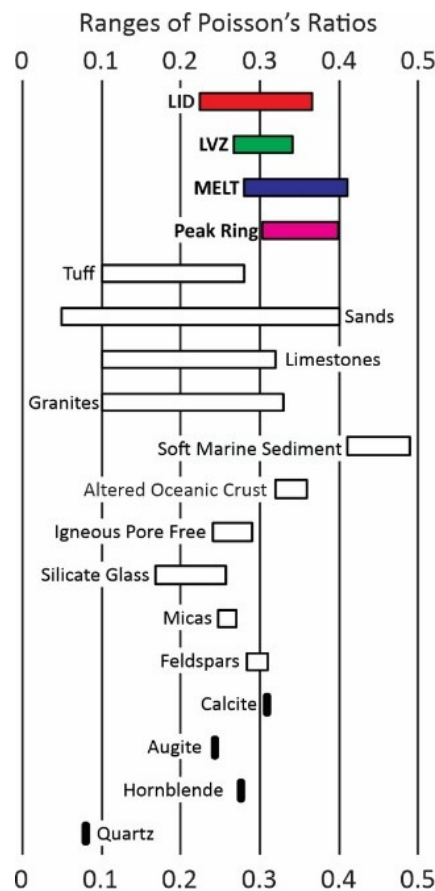 Ranges of Poisson's Ratios
0 0.1 0.2 0.3 0.4 0.5
LID
LVZ
MELT
Peak Ring
Tuff
Sands
Limestones
Granites
Soft Marine Sediment
Altered Oceanic Crust
Igneous Pore Free
Silicate Glass
Micas
Feldspars
Calcite
Augite
Hornblende
Quartz
0 0.1 0.2 0.3 0.4 0.5